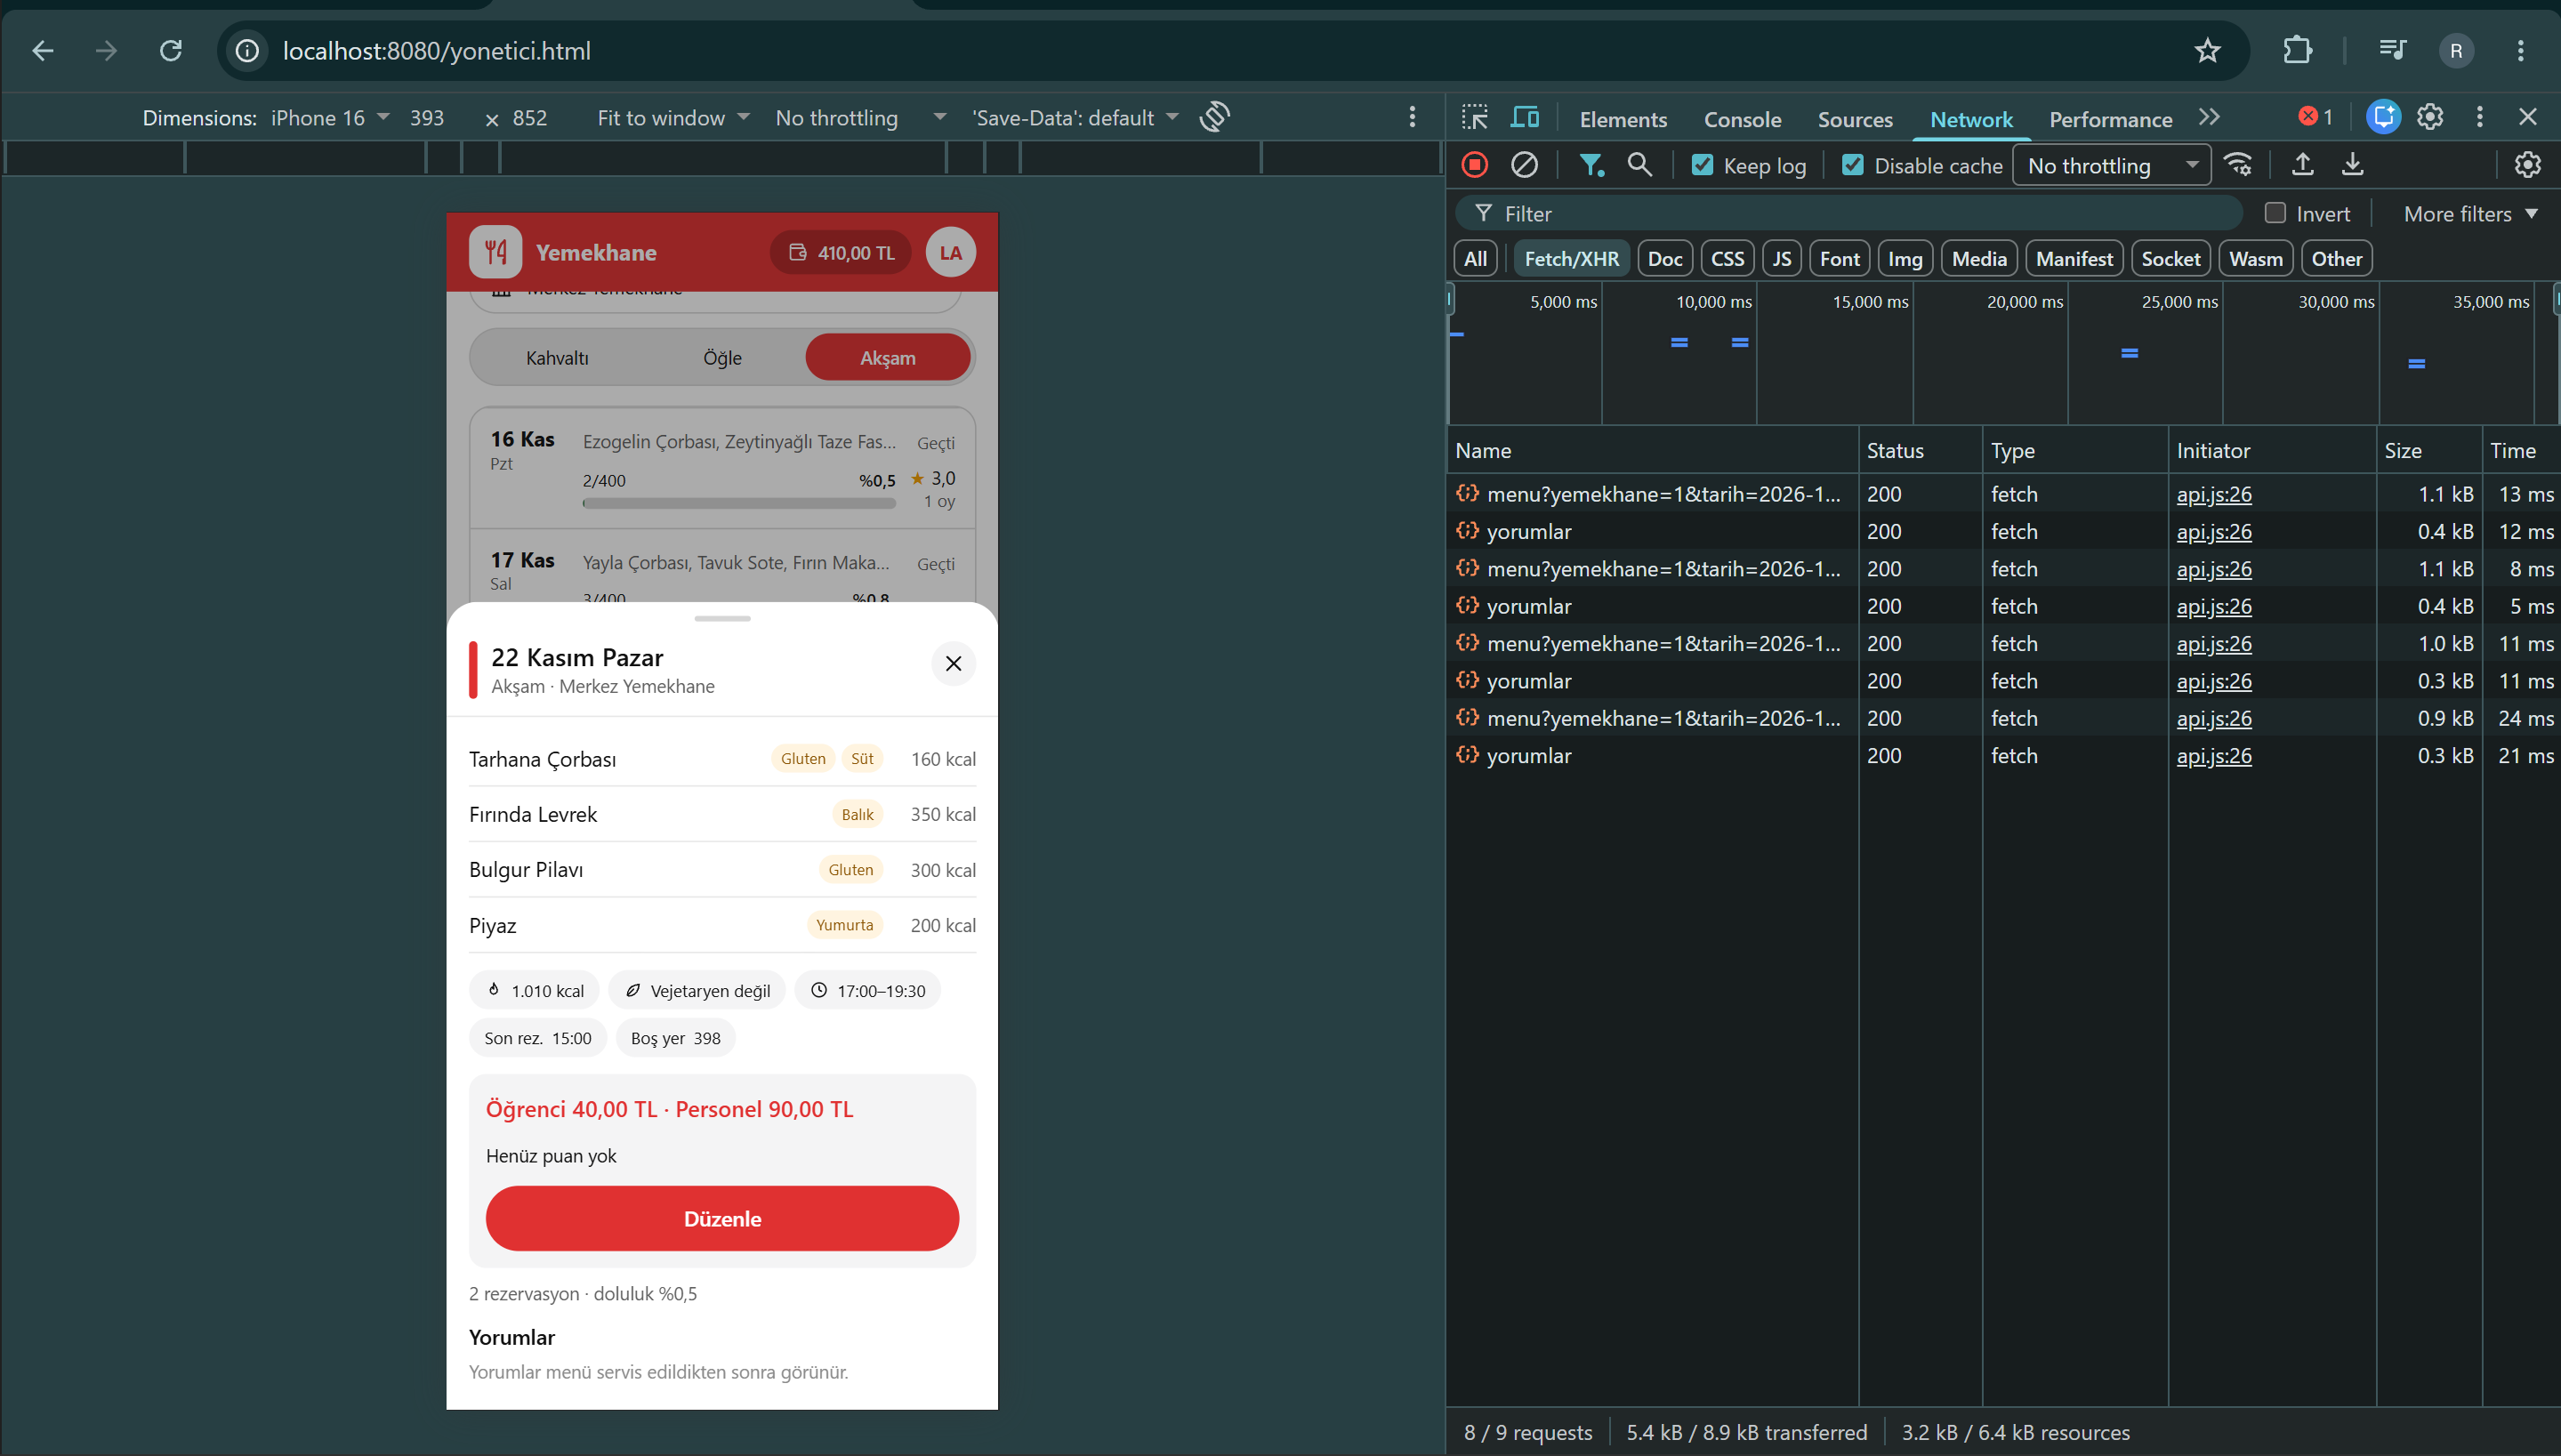 localhost:8080/yonetici.html
R
Dimensions: iPhone 16 393 × 852 Fit to window No throttling 'Save-Data': default
Yemekhane 410,00 TL LA
Merkez Yemekhane
Kahvaltı Öğle Akşam
16 Kas Ezogelin Çorbası, Zeytinyağlı Taze Fas... Geçti
Pzt
2/400 %0,5 ★ 3,0
1 oy
17 Kas Yayla Çorbası, Tavuk Sote, Fırın Maka... Geçti
Sal
3/400 %0,8
22 Kasım Pazar
Akşam · Merkez Yemekhane
Tarhana Çorbası Gluten Süt 160 kcal
Fırında Levrek Balık 350 kcal
Bulgur Pilavı Gluten 300 kcal
Piyaz Yumurta 200 kcal
1.010 kcal Vejetaryen değil 17:00–19:30
Son rez. 15:00 Boş yer 398
Öğrenci 40,00 TL · Personel 90,00 TL
Henüz puan yok
Düzenle
2 rezervasyon · doluluk %0,5
Yorumlar
Yorumlar menü servis edildikten sonra görünür.
Elements Console Sources Network Performance 1
Keep log Disable cache No throttling
Filter Invert More filters
All Fetch/XHR Doc CSS JS Font Img Media Manifest Socket Wasm Other
5,000 ms 10,000 ms 15,000 ms 20,000 ms 25,000 ms 30,000 ms 35,000 ms
Name Status Type Initiator Size Time
menu?yemekhane=1&tarih=2026-1... 200 fetch api.js:26 1.1 kB 13 ms
yorumlar 200 fetch api.js:26 0.4 kB 12 ms
menu?yemekhane=1&tarih=2026-1... 200 fetch api.js:26 1.1 kB 8 ms
yorumlar 200 fetch api.js:26 0.4 kB 5 ms
menu?yemekhane=1&tarih=2026-1... 200 fetch api.js:26 1.0 kB 11 ms
yorumlar 200 fetch api.js:26 0.3 kB 11 ms
menu?yemekhane=1&tarih=2026-1... 200 fetch api.js:26 0.9 kB 24 ms
yorumlar 200 fetch api.js:26 0.3 kB 21 ms
8 / 9 requests 5.4 kB / 8.9 kB transferred 3.2 kB / 6.4 kB resources